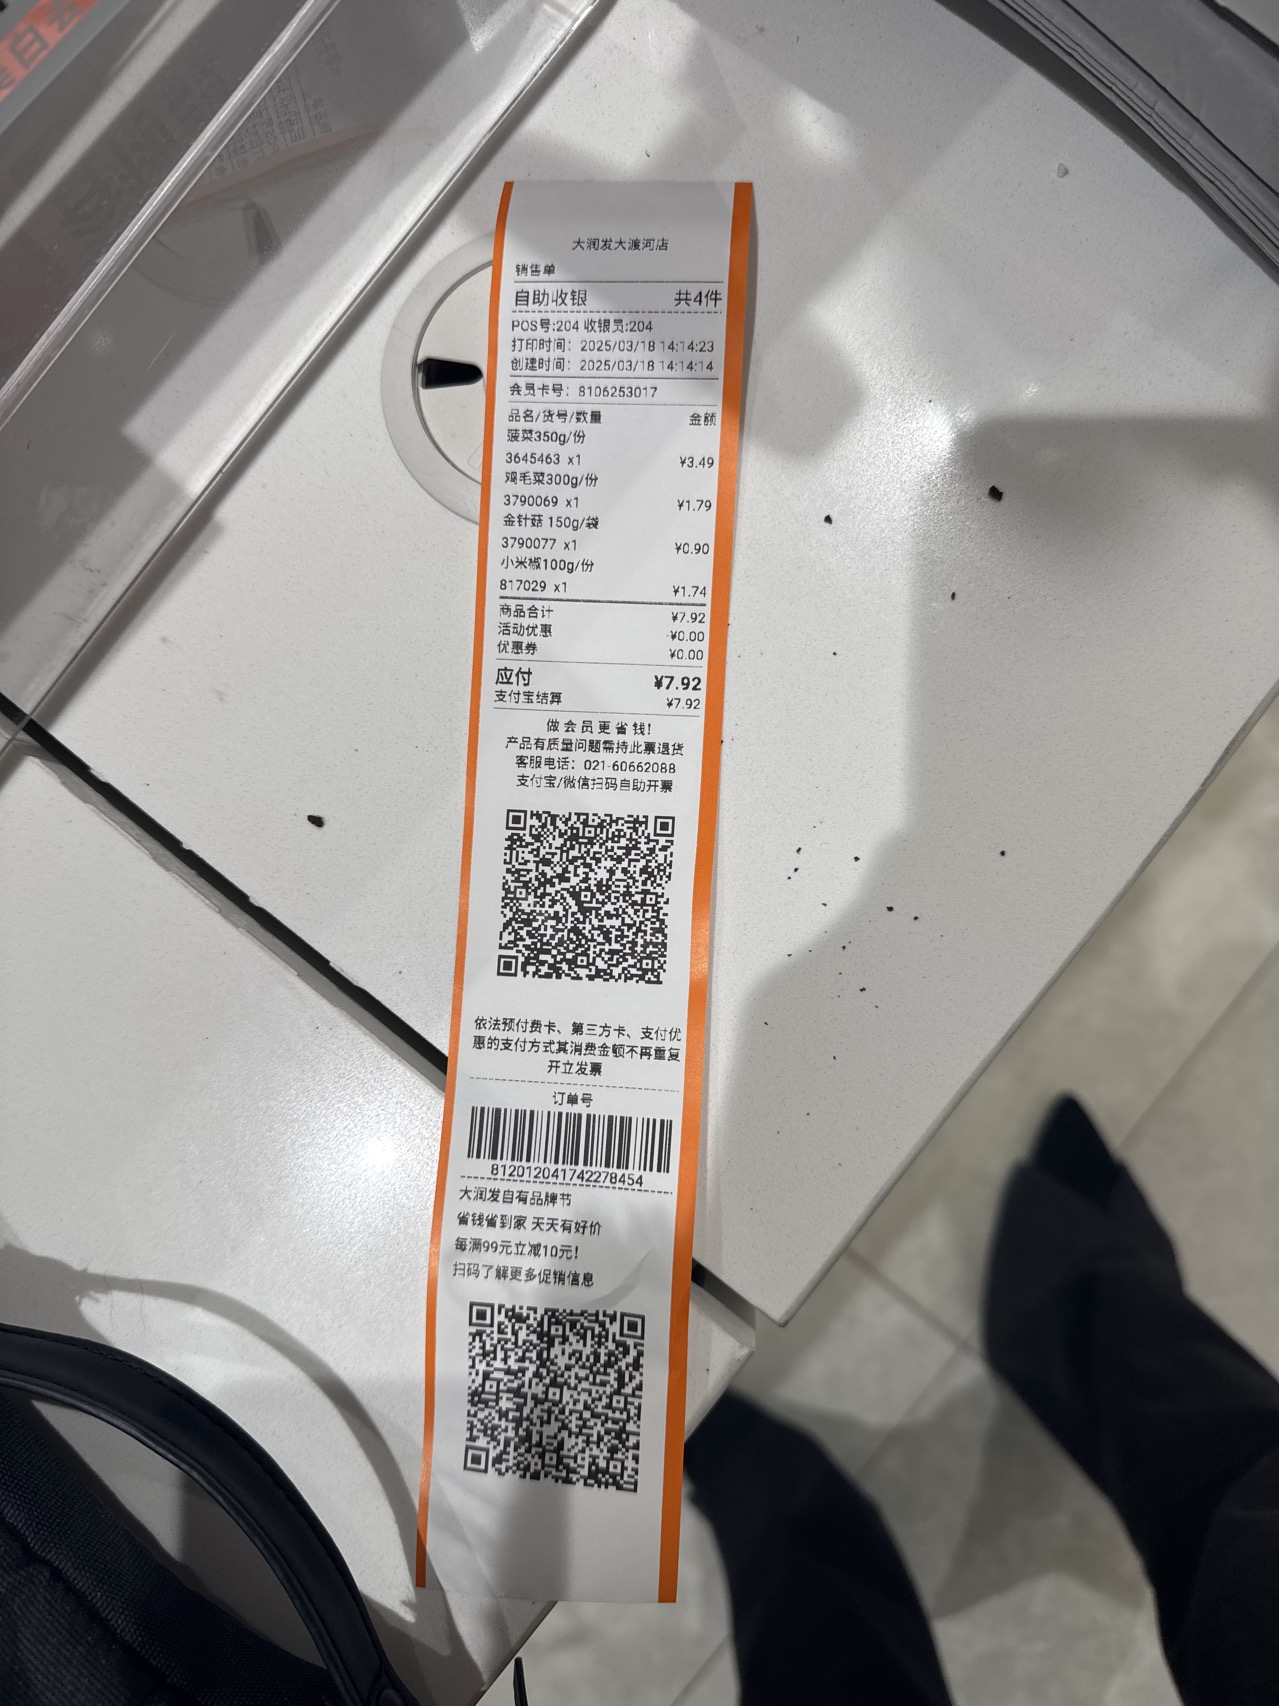 大润发大渡河店
销售单
自助收银 共4件
POS号:204 收银员:204
打印时间: 2025/03/18 14:14:23
创建时间: 2025/03/18 14:14:14
会员卡号: 8106253017
品名/货号/数量 金额
菠菜350g/份
3645463 x1 ¥3.49
鸡毛菜300g/份
3790069 x1 ¥1.79
金针菇 150g/袋
3790077 x1 ¥0.90
小米椒100g/份
817029 x1 ¥1.74
商品合计 ¥7.92
活动优惠 -¥0.00
优惠券 ¥0.00
应付 ¥7.92
支付宝结算 ¥7.92
做会员更省钱!
产品有质量问题需持此票退货
客服电话: 021-60662088
支付宝/微信扫码自助开票
依法预付费卡、第三方卡、支付优
惠的支付方式其消费金额不再重复
开立发票
订单号
812012041742278454
大润发自有品牌节
省钱省到家 天天有好价
每满99元立减10元!
扫码了解更多促销信息